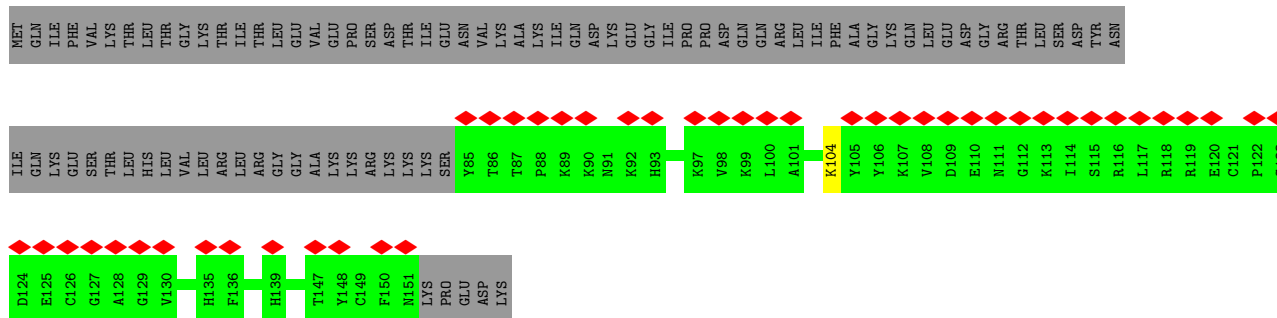 MET GLN ILE PHE VAL LYS THR LEU THR GLY LYS THR ILE THR LEU GLU VAL GLU PRO SER ASP THR ILE GLU ASN VAL LYS ALA LYS ILE GLN ASP LYS GLU GLY ILE PRO PRO ASP GLN GLN ARG LEU ILE PHE ALA GLY LYS GLN LEU GLU ASP GLY ARG THR LEU SER ASP TYR ASN
ILE GLN LYS GLU SER THR LEU HIS LEU VAL LEU ARG LEU ARG GLY GLY ALA LYS LYS ARG LYS LYS LYS SER Y85 T86 T87 P88 K89 K90 N91 K92 H93 K97 V98 K99 L100 A101 K104 Y105 Y106 K107 V108 D109 E110 N111 G112 K113 I114 S115 R116 L117 R118 R119 E120 C121 P122
D124 E125 C126 G127 A128 G129 V130 H135 F136 H139 T147 Y148 C149 F150 N151 LYS PRO GLU ASP LYS